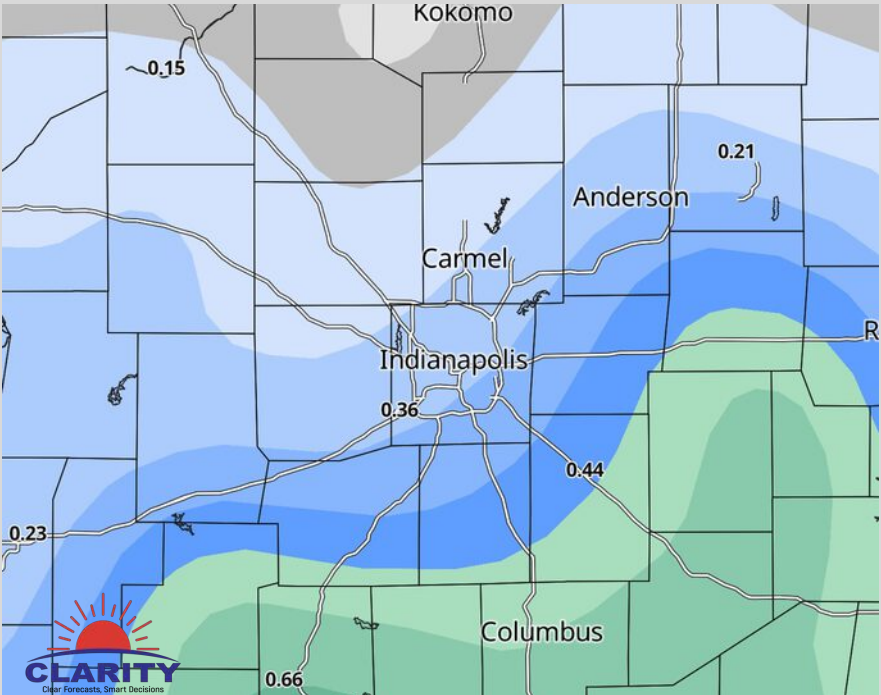 Kokomo
0.15
0.21
Anderson
Carmel
R
Indianapolis
0.36
0.44
0.23
Columbus
0.66
CLARITY
Clear Forecasts, Smart Decisions